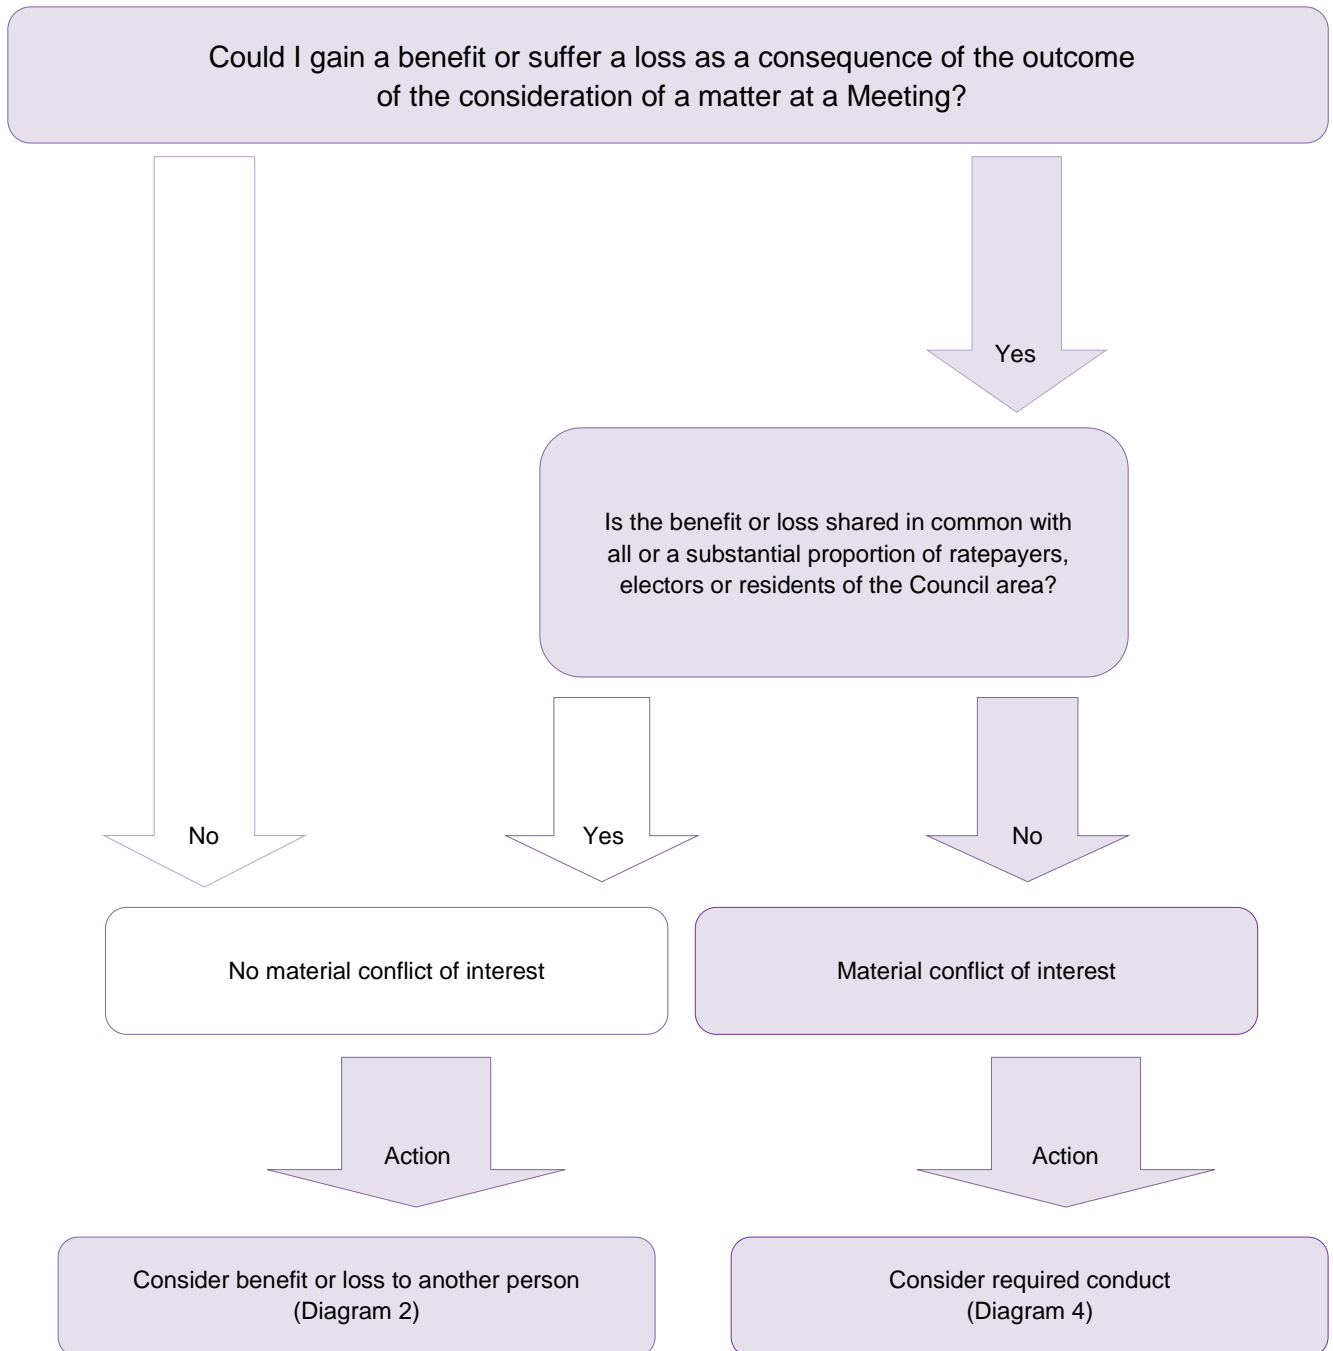 Could I gain a benefit or suffer a loss as a consequence of the outcome
of the consideration of a matter at a Meeting?
Yes
Is the benefit or loss shared in common with
all or a substantial proportion of ratepayers,
electors or residents of the Council area?
No
Yes
No
No material conflict of interest
Material conflict of interest
Action
Action
Consider benefit or loss to another person
(Diagram 2)
Consider required conduct
(Diagram 4)